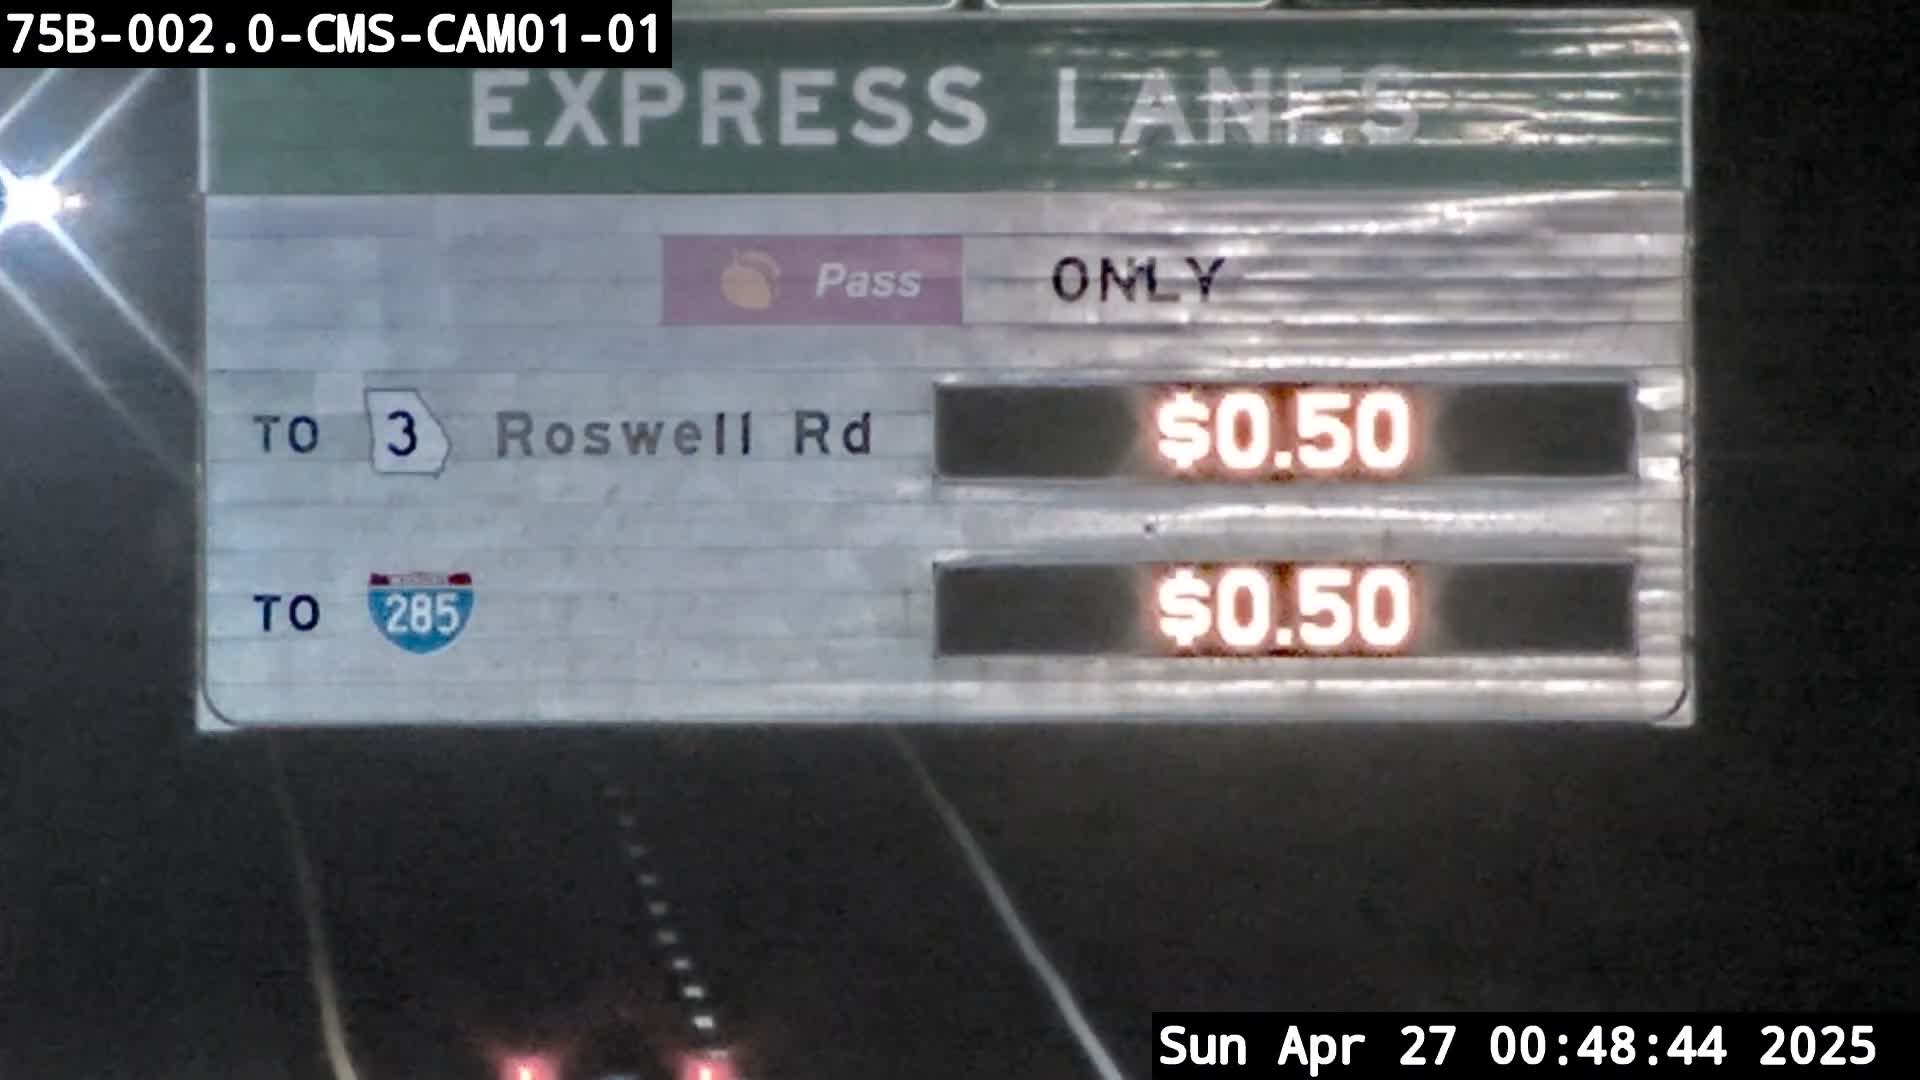 75B-002.0-CMS-CAM01-01
EXPRESS LANES
Pass ONLY
TO 3 Roswell Rd $0.50
TO 285 $0.50
Sun Apr 27 00:48:44 2025